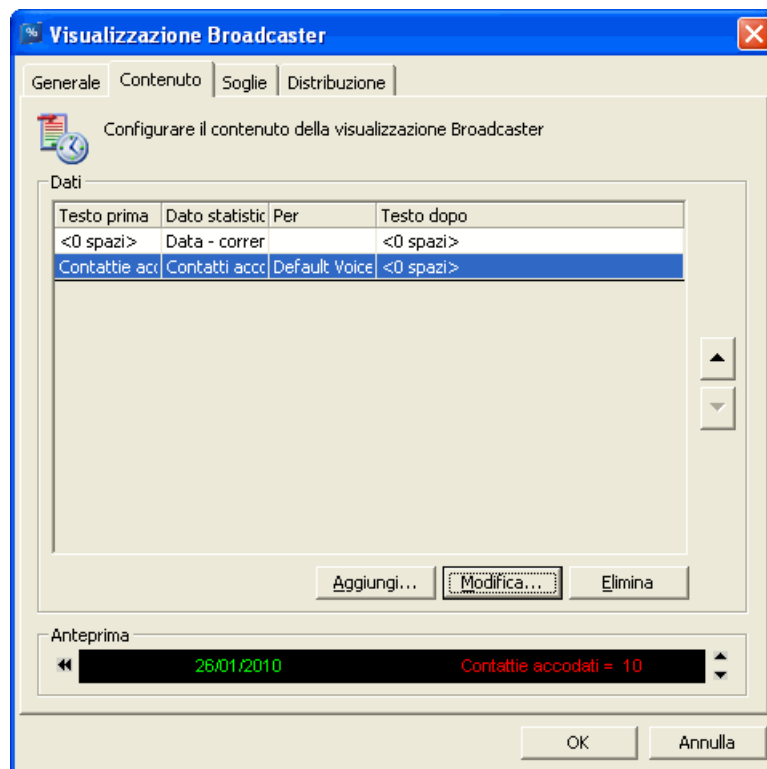 Visualizzazione Broadcaster
Generale Contenuto Soglie Distribuzione
Configurare il contenuto della visualizzazione Broadcaster
Dati
Testo prima Dato statistic Per Testo dopo
<0 spazi> Data - correr <0 spazi>
Contattie acc Contatti acco Default Voice <0 spazi>
Aggiungi... Modifica... Elimina
Anteprima
26/01/2010 Contattie accodati = 10
OK Annulla